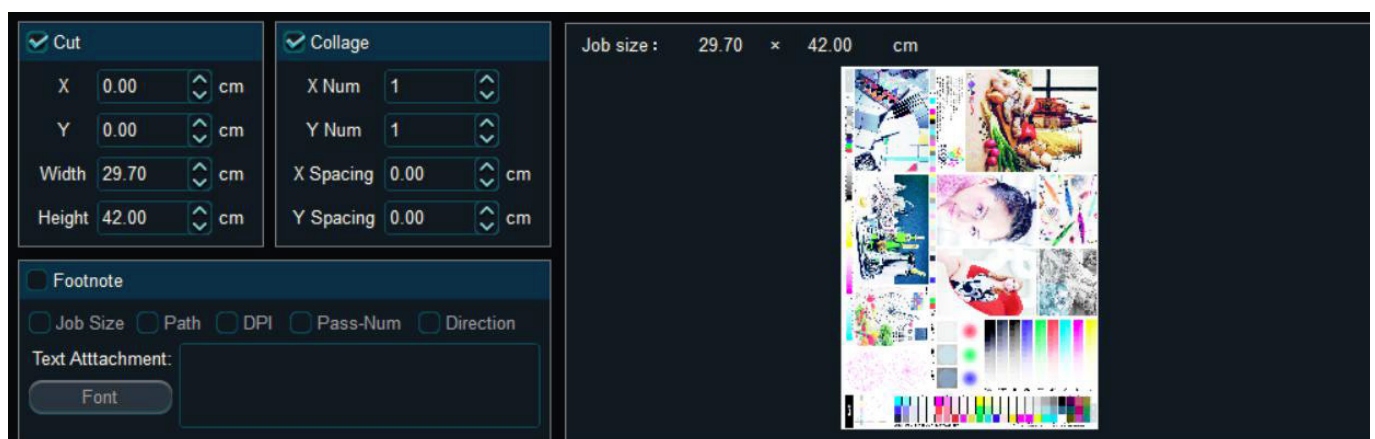 Cut
X 0.00 cm
Y 0.00 cm
Width 29.70 cm
Height 42.00 cm
Collage
X Num 1
Y Num 1
X Spacing 0.00 cm
Y Spacing 0.00 cm
Footnote
Job Size Path DPI Pass-Num Direction
Text Atttachment:
Font
Job size : 29.70 × 42.00 cm